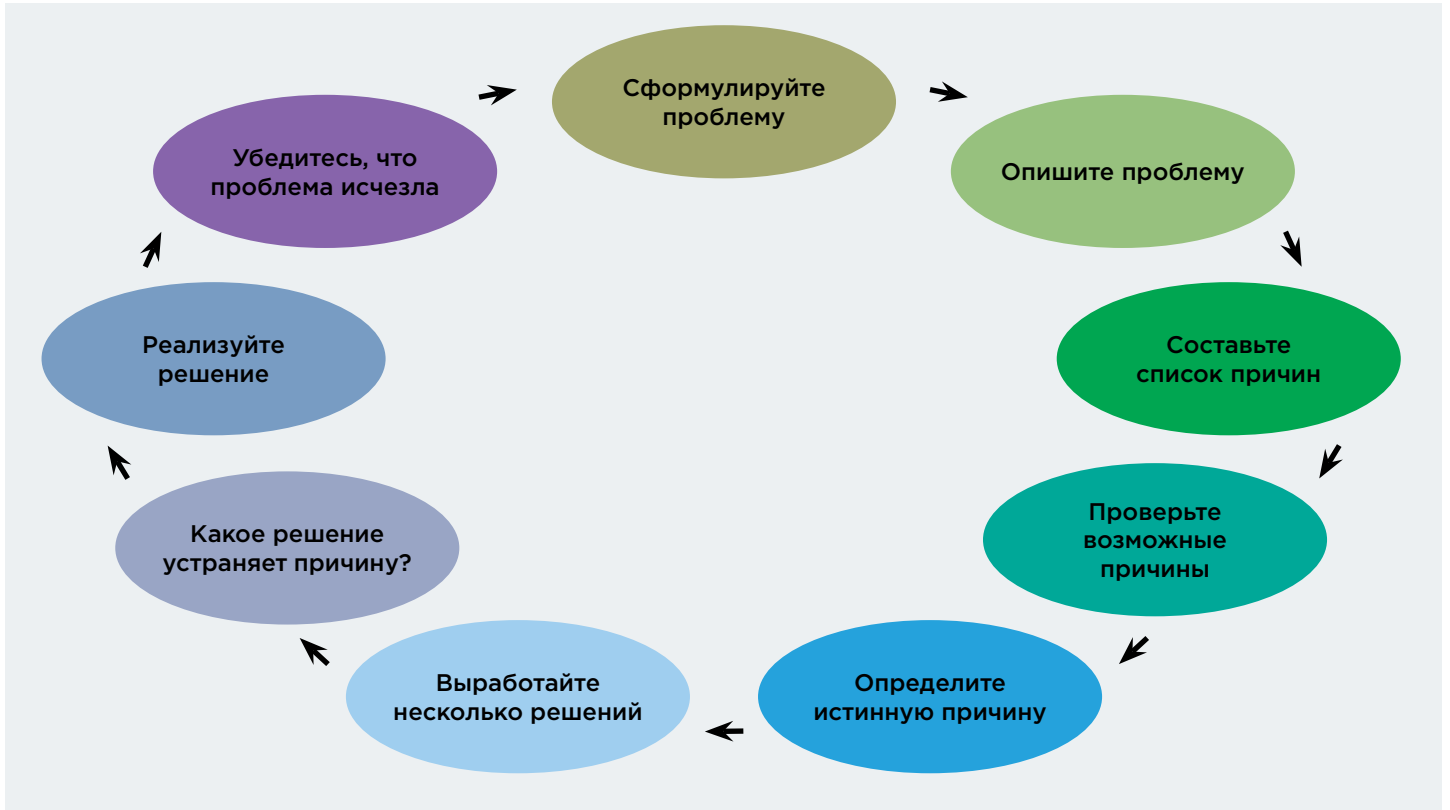 Сформулируйте
проблему
Опишите проблему
Составьте
список причин
Проверьте
возможные
причины
Определите
истинную причину
Выработайте
несколько решений
Какое решение
устраняет причину?
Реализуйте
решение
Убедитесь, что
проблема исчезла